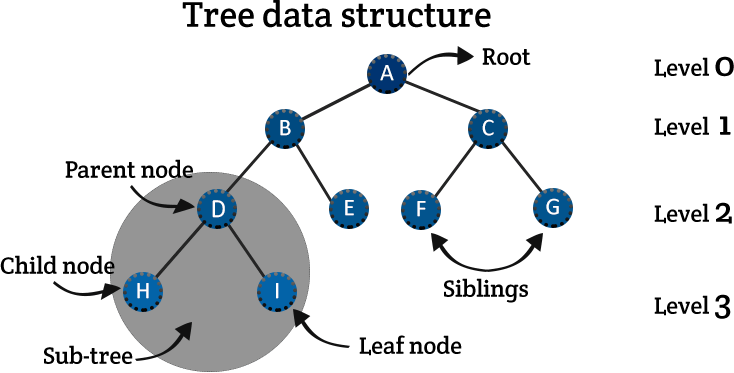 Tree data structure
A
Root
Level 0
B
C
Level 1
Parent node
D
E
F
G
Level 2
Child node
H
I
Siblings
Level 3
Sub-tree
Leaf node